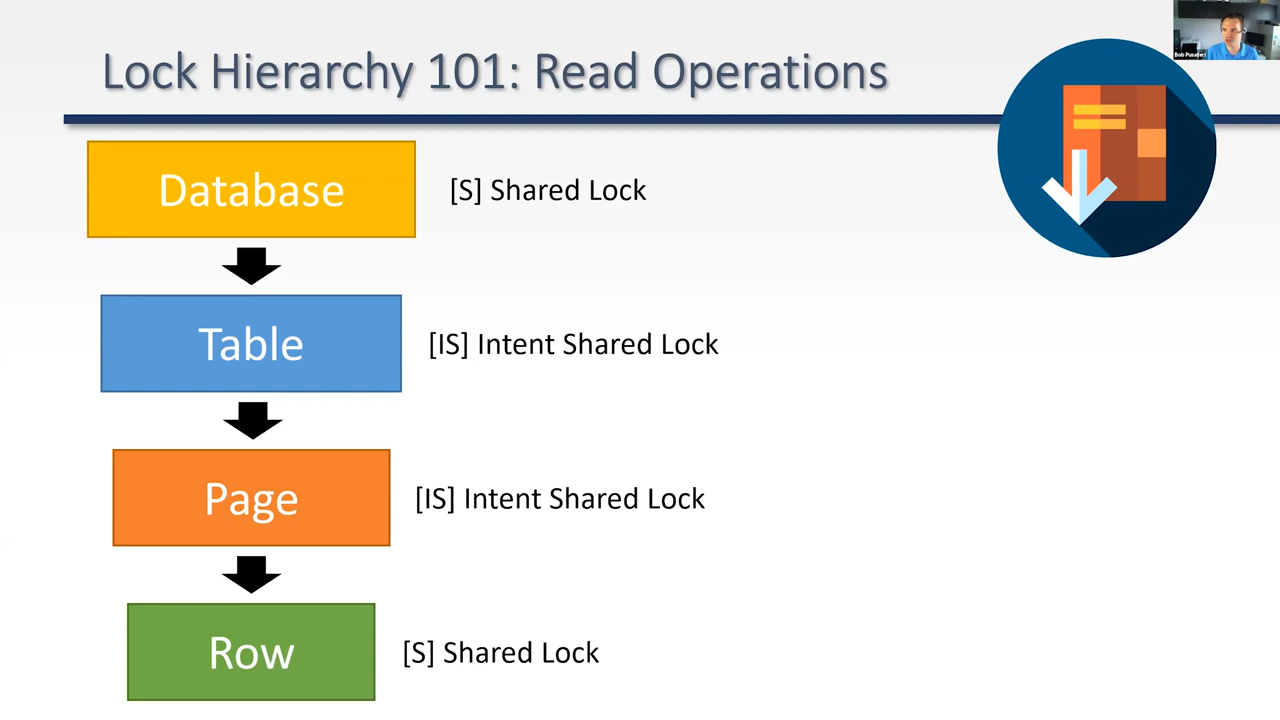 Lock Hierarchy 101: Read Operations
Database
[S] Shared Lock
Table
[IS] Intent Shared Lock
Page
[IS] Intent Shared Lock
Row
[S] Shared Lock